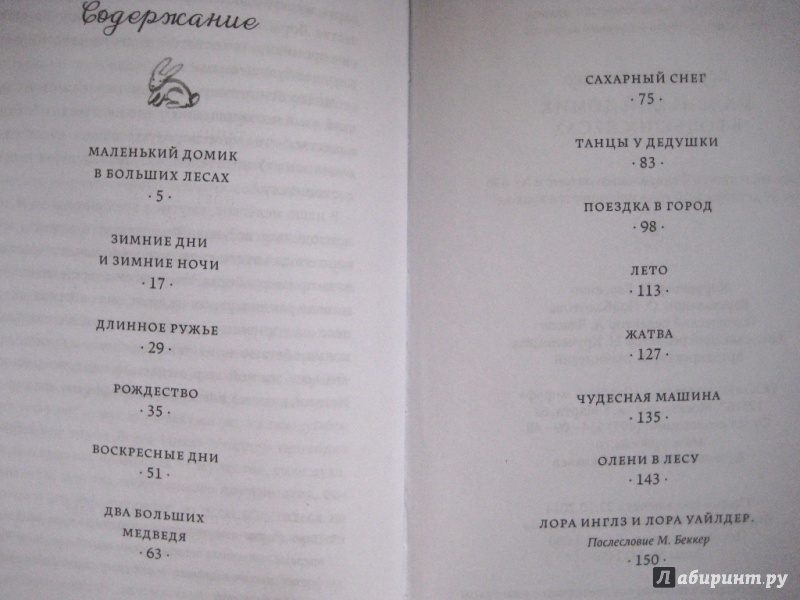 Содержание
МАЛЕНЬКИЙ ДОМИК
В БОЛЬШИХ ЛЕСАХ
· 5 ·
ЗИМНИЕ ДНИ
И ЗИМНИЕ НОЧИ
· 17 ·
ДЛИННОЕ РУЖЬЕ
· 29 ·
РОЖДЕСТВО
· 35 ·
ВОСКРЕСНЫЕ ДНИ
· 51 ·
ДВА БОЛЬШИХ
МЕДВЕДЯ
· 63 ·
САХАРНЫЙ СНЕГ
· 75 ·
ТАНЦЫ У ДЕДУШКИ
· 83 ·
ПОЕЗДКА В ГОРОД
· 98 ·
ЛЕТО
· 113 ·
ЖАТВА
· 127 ·
ЧУДЕСНАЯ МАШИНА
· 135 ·
ОЛЕНИ В ЛЕСУ
· 143 ·
ЛОРА ИНГЛЗ И ЛОРА УАЙЛДЕР.
Послесловие М. Беккер
· 150 ·
Лабиринт.ру